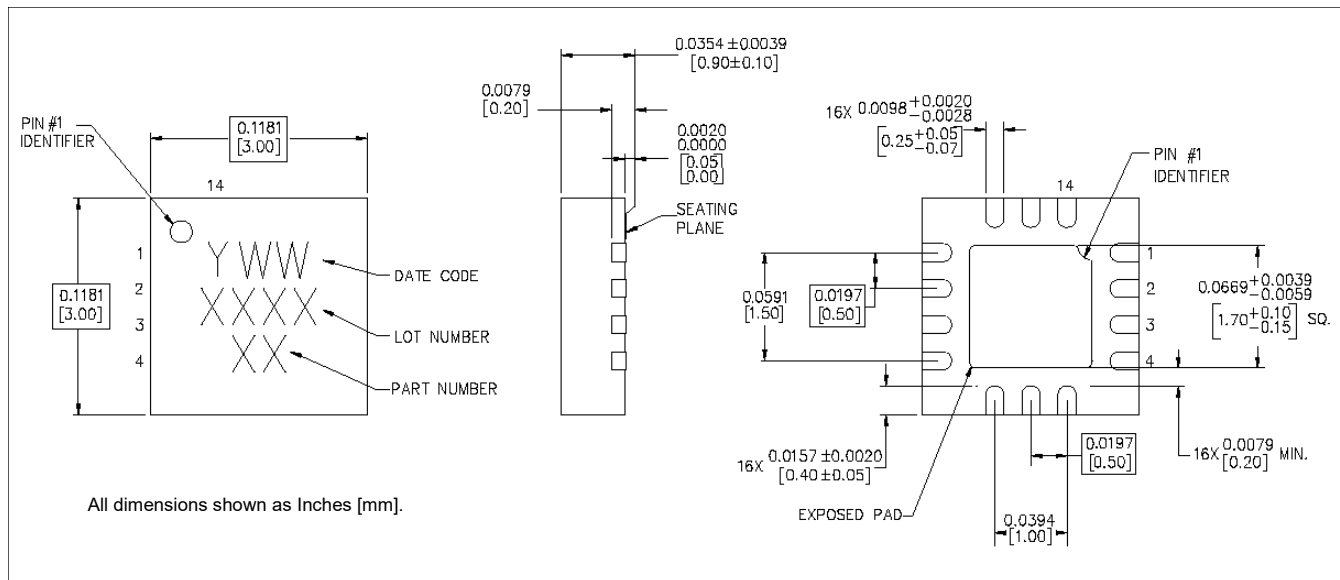 0.0354 ±0.0039
[0.90±0.10]
0.0079
[0.20]
0.0020
0.0000
[0.05]
[0.00]
16X 0.0098 +0.0020
-0.0028
[0.25 +0.05
-0.07]
PIN #1
IDENTIFIER
0.1181
[3.00]
14
PIN #1
IDENTIFIER
14
SEATING
PLANE
1
2
3
4
0.1181
[3.00]
Y WW
XXXX
XX
DATE CODE
LOT NUMBER
PART NUMBER
0.0591
[1.50]
0.0197
[0.50]
1
2
3
4
0.0669 +0.0039
-0.0059
[1.70 +0.10
-0.15] SQ.
16X 0.0157 ±0.0020
[0.40 ±0.05]
0.0197
[0.50]
16X 0.0079 MIN.
[0.20]
EXPOSED PAD
0.0394
[1.00]
All dimensions shown as Inches [mm].